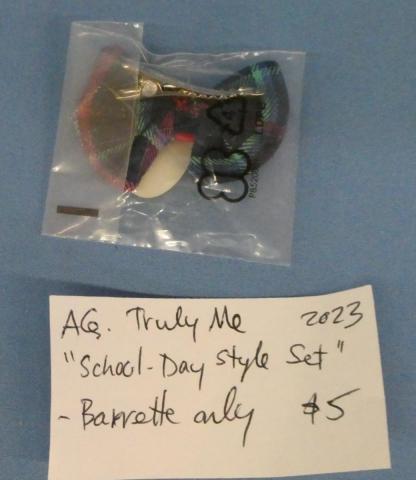 AG. Truly Me 2023
"School-Day Style Set"
- Barrette only $5